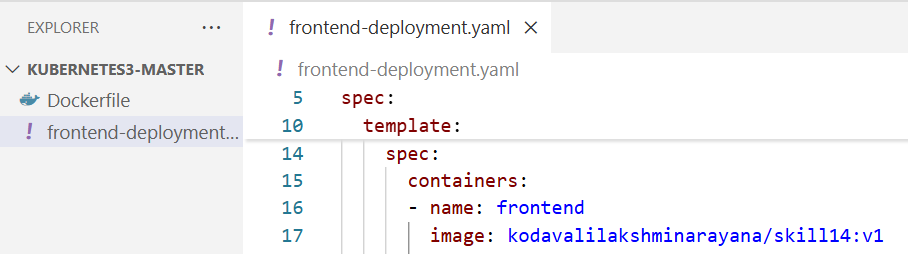 EXPLORER ...
KUBERNETES3-MASTER
Dockerfile
! frontend-deployment...
! frontend-deployment.yaml ×
! frontend-deployment.yaml
5 spec:
10 template:
14 spec:
15 containers:
16 - name: frontend
17 image: kodavalilakshminarayana/skill14:v1